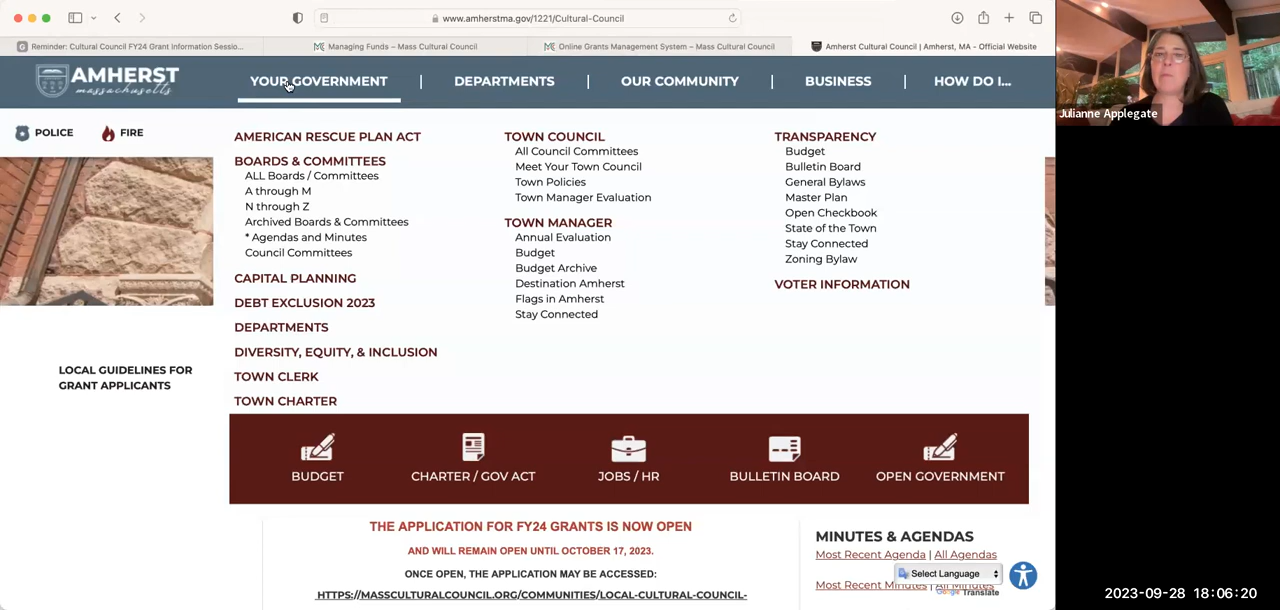 www.amherstma.gov/1221/Cultural-Council
Reminder: Cultural Council FY24 Grant Information Sessio...
Managing Funds – Mass Cultural Council
Online Grants Management System – Mass Cultural Council
Amherst Cultural Council | Amherst, MA - Official Website
AMHERST
massachusetts
YOUR GOVERNMENT
DEPARTMENTS
OUR COMMUNITY
BUSINESS
HOW DO I...
Julianne Applegate
POLICE
FIRE
AMERICAN RESCUE PLAN ACT
BOARDS & COMMITTEES
ALL Boards / Committees
A through M
N through Z
Archived Boards & Committees
* Agendas and Minutes
Council Committees
CAPITAL PLANNING
DEBT EXCLUSION 2023
DEPARTMENTS
DIVERSITY, EQUITY, & INCLUSION
TOWN CLERK
TOWN CHARTER
TOWN COUNCIL
All Council Committees
Meet Your Town Council
Town Policies
Town Manager Evaluation
TOWN MANAGER
Annual Evaluation
Budget
Budget Archive
Destination Amherst
Flags in Amherst
Stay Connected
TRANSPARENCY
Budget
Bulletin Board
General Bylaws
Master Plan
Open Checkbook
State of the Town
Stay Connected
Zoning Bylaw
VOTER INFORMATION
LOCAL GUIDELINES FOR
GRANT APPLICANTS
BUDGET
CHARTER / GOV ACT
JOBS / HR
BULLETIN BOARD
OPEN GOVERNMENT
THE APPLICATION FOR FY24 GRANTS IS NOW OPEN
AND WILL REMAIN OPEN UNTIL OCTOBER 17, 2023.
ONCE OPEN, THE APPLICATION MAY BE ACCESSED:
HTTPS://MASSCULTURALCOUNCIL.ORG/COMMUNITIES/LOCAL-CULTURAL-COUNCIL-
MINUTES & AGENDAS
Most Recent Agenda | All Agendas
Select Language
Most Recent Minutes | All Minutes
Google Translate
2023-09-28 18:06:20